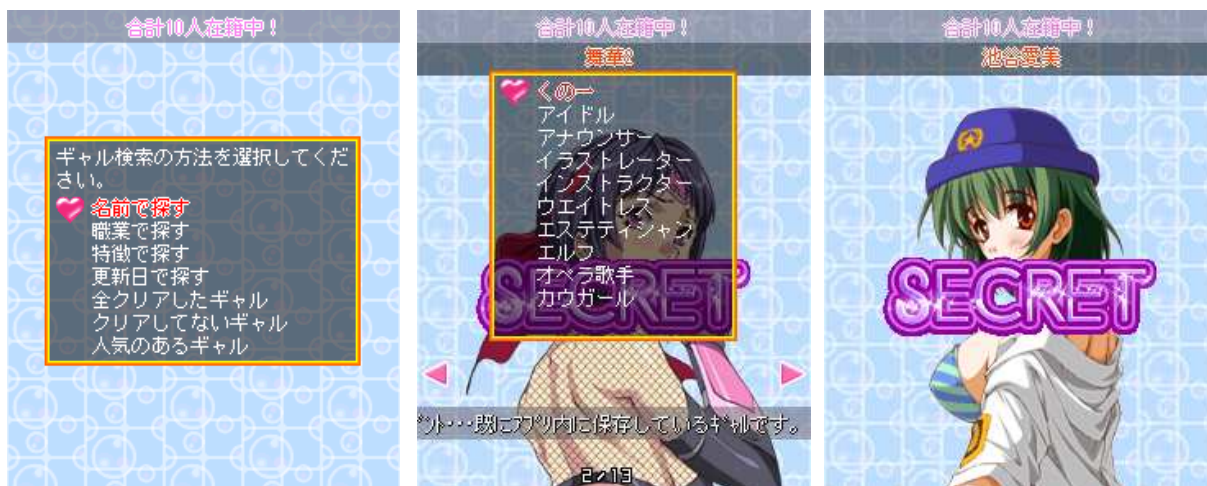 合計10人在籍中！
ギャル検索の方法を選択してくだ
さい。
名前で探す
職業で探す
特徴で探す
更新日で探す
全クリアしたギャル
クリアしてないギャル
人気のあるギャル
合計10人在籍中！
舞華2
くの一
アイドル
アナウンサー
イラストレーター
インストラクター
ウエイトレス
エステティシャン
エルフ
オペラ歌手
カウガール
SECRET
ゼント・・・既にアプリ内に保存しているギャルです。
2/13
合計10人在籍中！
池谷愛美
SECRET